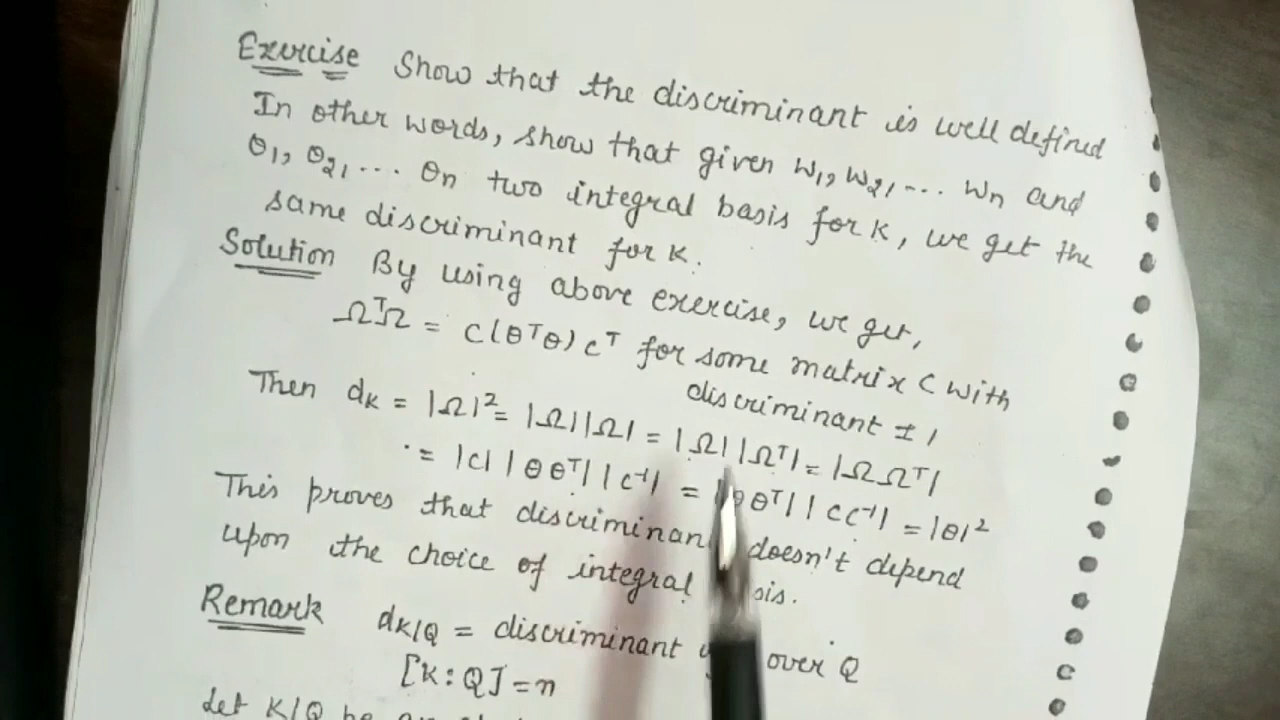 Exercise Show that the discriminant is well defined
In other words, show that given w₁, w₂, ... wn and
θ₁, θ₂, ... θn two integral basis for K, we get the
same discriminant for K.
Solution By using above exercise, we get,
ΩᵀΩ = C(θᵀθ)Cᵀ for some matrix C with
discriminant ± 1
Then dK = |Ω|² = |Ω||Ω| = |Ω||Ωᵀ| = |ΩΩᵀ|
= |C| |θθᵀ| |C⁻¹| = |θθᵀ| |CC⁻¹| = |θ|²
This proves that discriminant doesn't depend
upon the choice of integral
Remark dK/Q = discriminant over Q
[K:Q] = n
Let K/Q be an